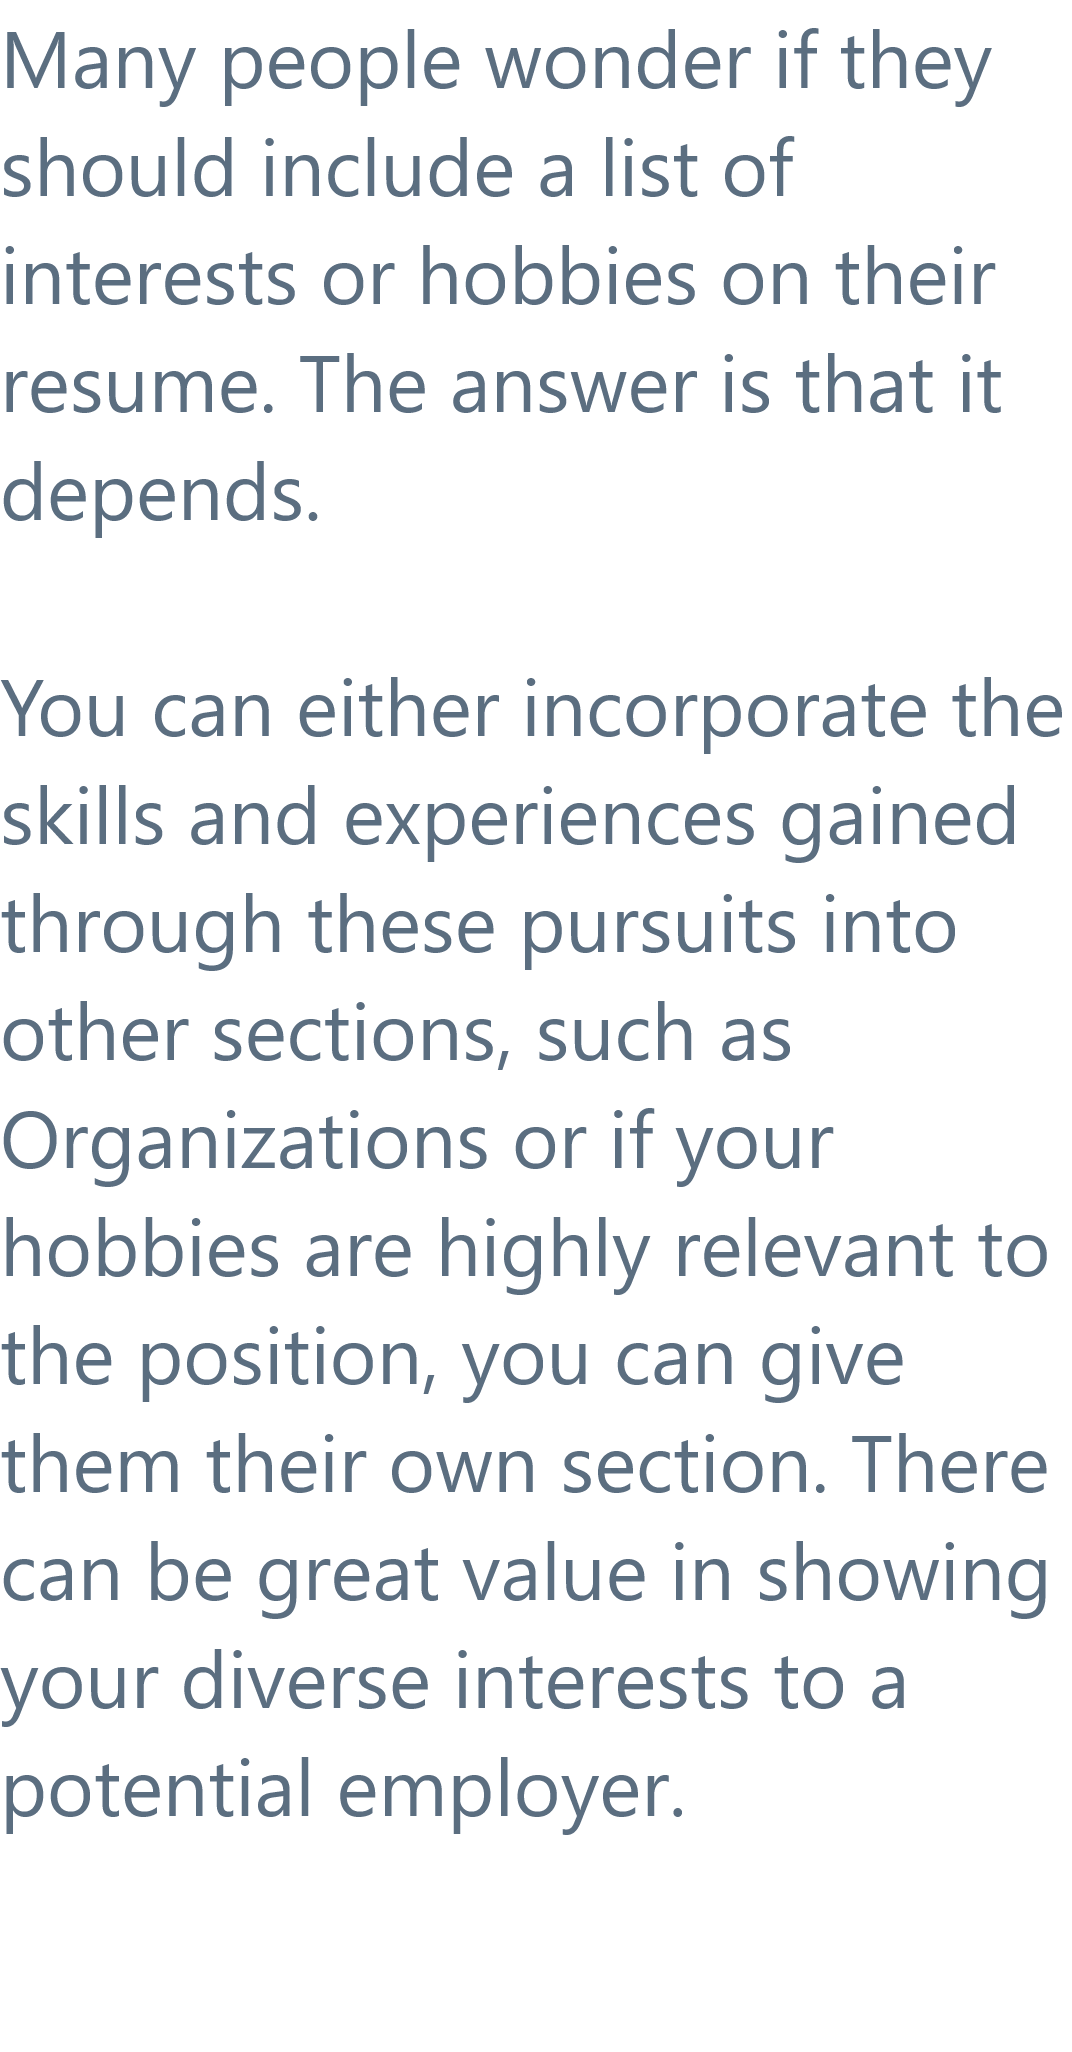 Many people wonder if they
should include a list of
interests or hobbies on their
resume. The answer is that it
depends.
You can either incorporate the
skills and experiences gained
through these pursuits into
other sections, such as
Organizations or if your
hobbies are highly relevant to
the position, you can give
them their own section. There
can be great value in showing
your diverse interests to a
potential employer.